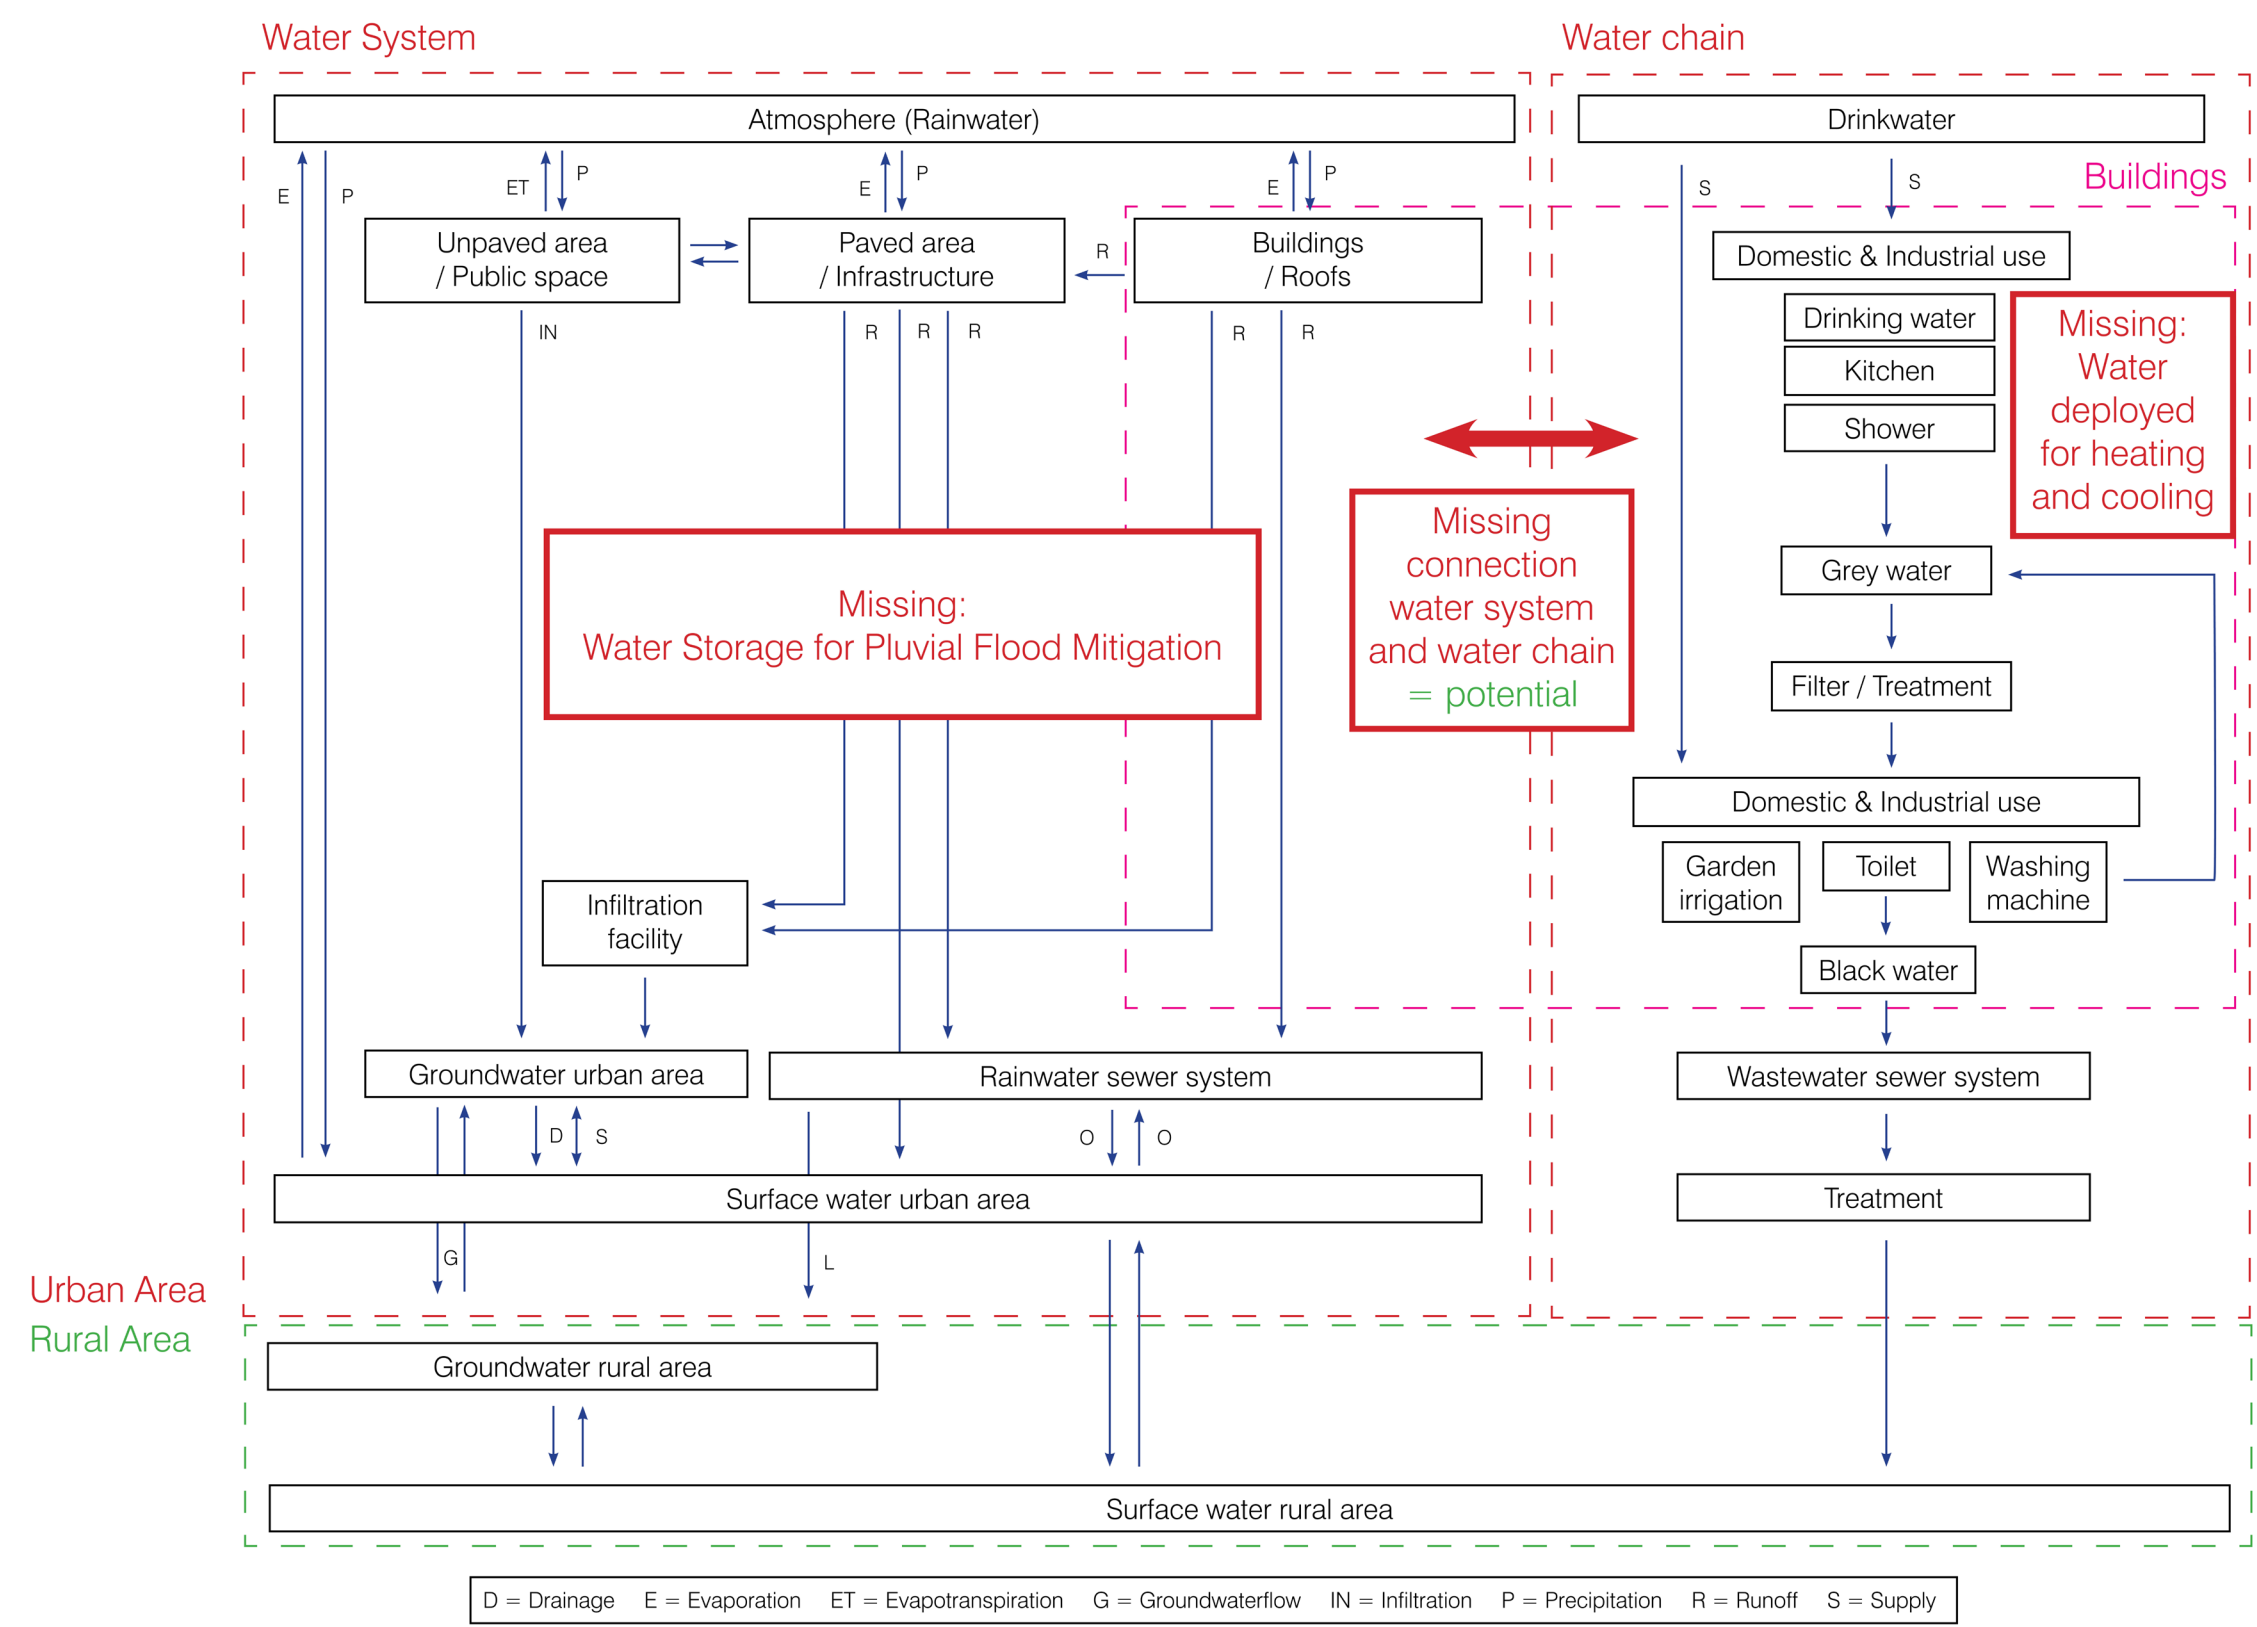 Water System
Water chain
Atmosphere (Rainwater)
Drinkwater
Buildings
E
P
ET
P
E
P
E
P
S
S
Unpaved area
/ Public space
Paved area
/ Infrastructure
R
Buildings
/ Roofs
Domestic & Industrial use
IN
R
R
R
R
R
Drinking water
Kitchen
Shower
Missing:
Water
deployed
for heating
and cooling
Missing:
Water Storage for Pluvial Flood Mitigation
Missing
connection
water system
and water chain
= potential
Grey water
Filter / Treatment
Domestic & Industrial use
Garden
irrigation
Toilet
Washing
machine
Infiltration
facility
Black water
Groundwater urban area
Rainwater sewer system
Wastewater sewer system
D
S
O
O
Surface water urban area
Treatment
G
L
Urban Area
Rural Area
Groundwater rural area
Surface water rural area
D = Drainage E = Evaporation ET = Evapotranspiration G = Groundwaterflow IN = Infiltration P = Precipitation R = Runoff S = Supply